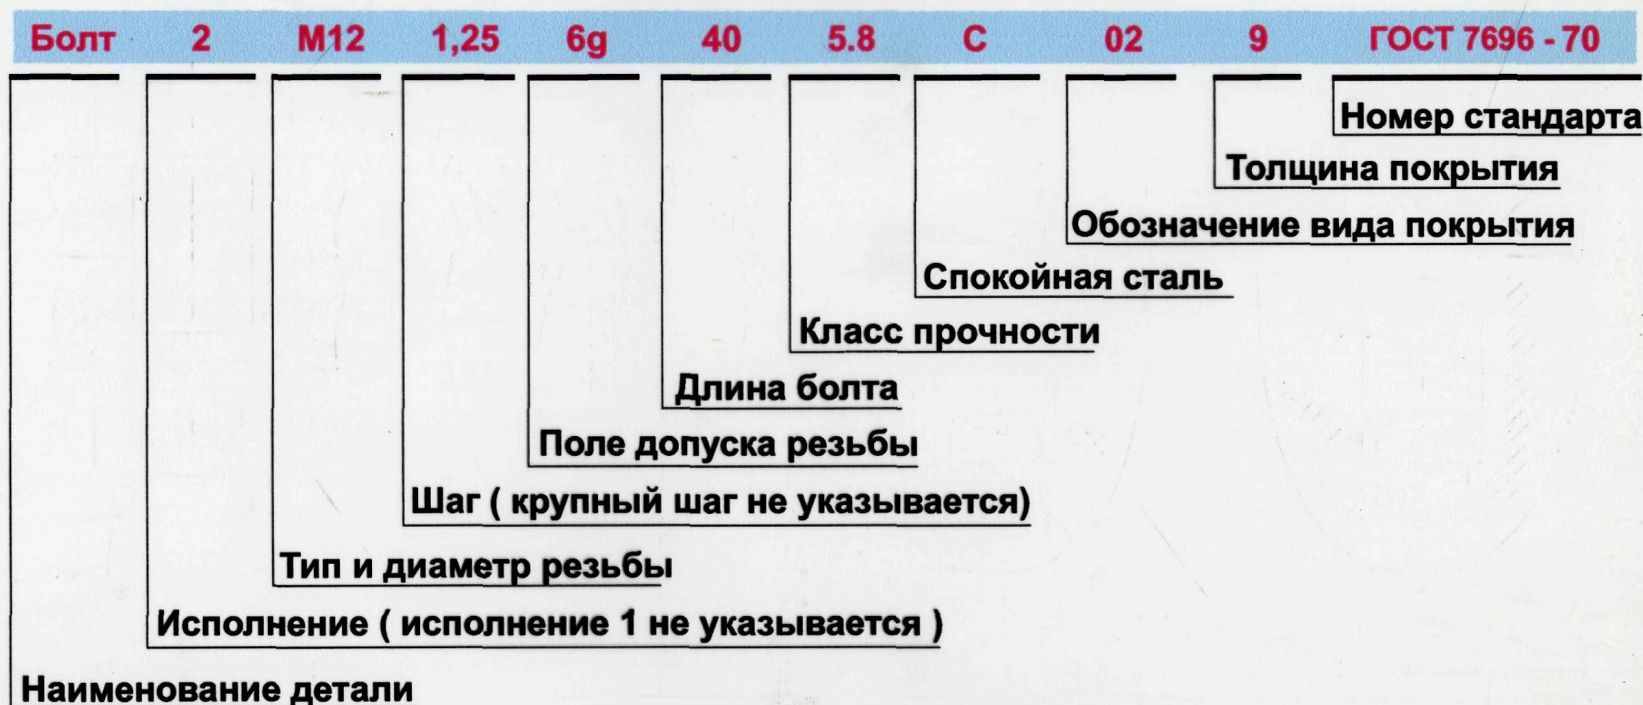 Болт 2 М12 1,25 6g 40 5.8 С 02 9 ГОСТ 7696 - 70
Номер стандарта
Толщина покрытия
Обозначение вида покрытия
Спокойная сталь
Класс прочности
Длина болта
Поле допуска резьбы
Шаг ( крупный шаг не указывается)
Тип и диаметр резьбы
Исполнение ( исполнение 1 не указывается )
Наименование детали